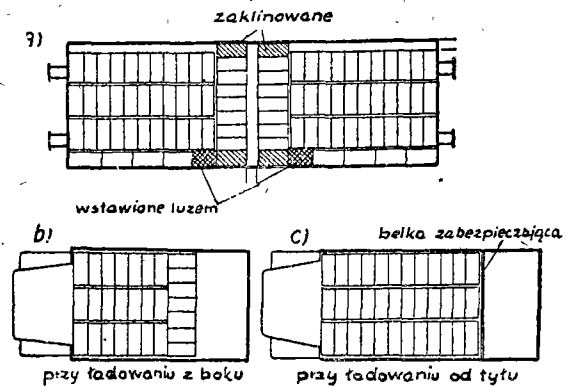 zaklinowane
a)
wstawione luzem
b)
c)
belka zabezpieczająca
przy ładowaniu z boku
przy ładowaniu od tyłu